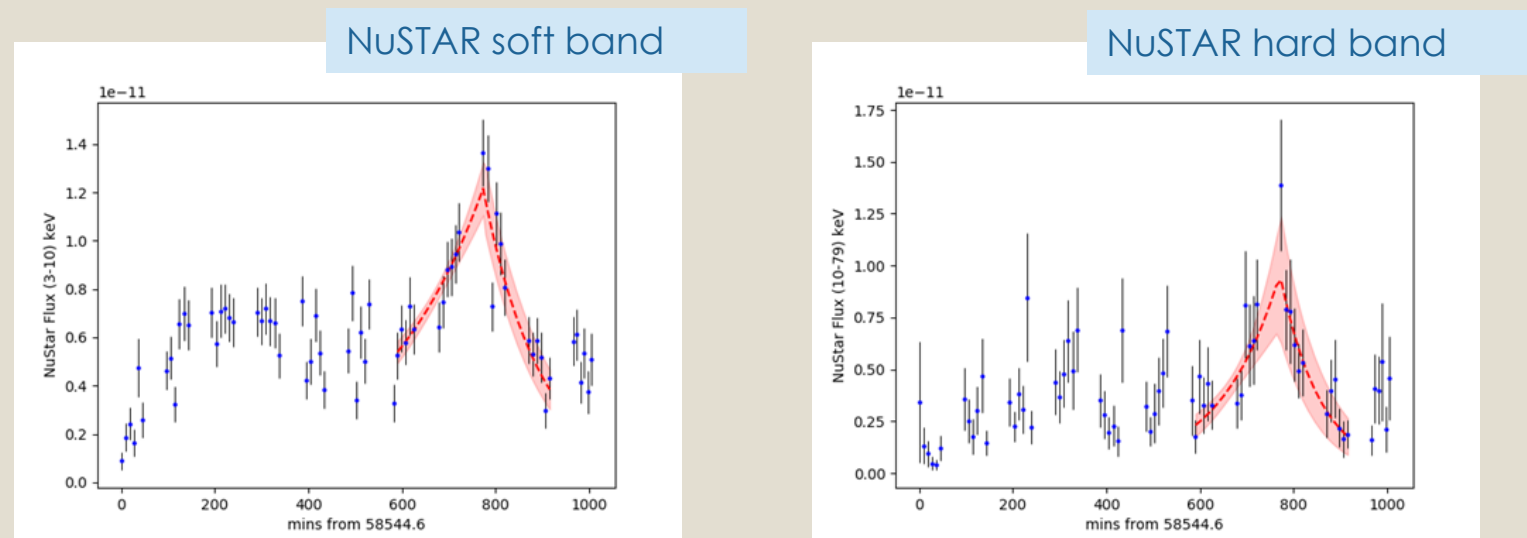 NuSTAR soft band
1e−11
1.4
1.2
1.0
0.8
0.6
0.4
0.2
0.0
NuStar Flux (3-10) keV
0 200 400 600 800 1000
mins from 58544.6
NuSTAR hard band
1e−11
1.75
1.50
1.25
1.00
0.75
0.50
0.25
0.00
NuStar Flux (10-79) keV
0 200 400 600 800 1000
mins from 58544.6